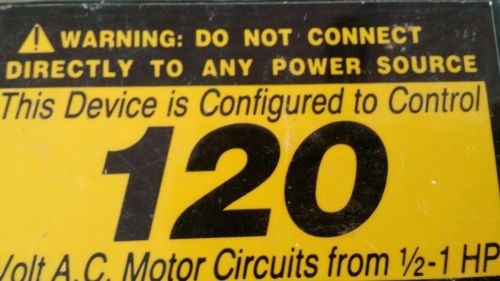 WARNING: DO NOT CONNECT
DIRECTLY TO ANY POWER SOURCE
This Device is Configured to Control
120
Volt A.C. Motor Circuits from ½-1 HP